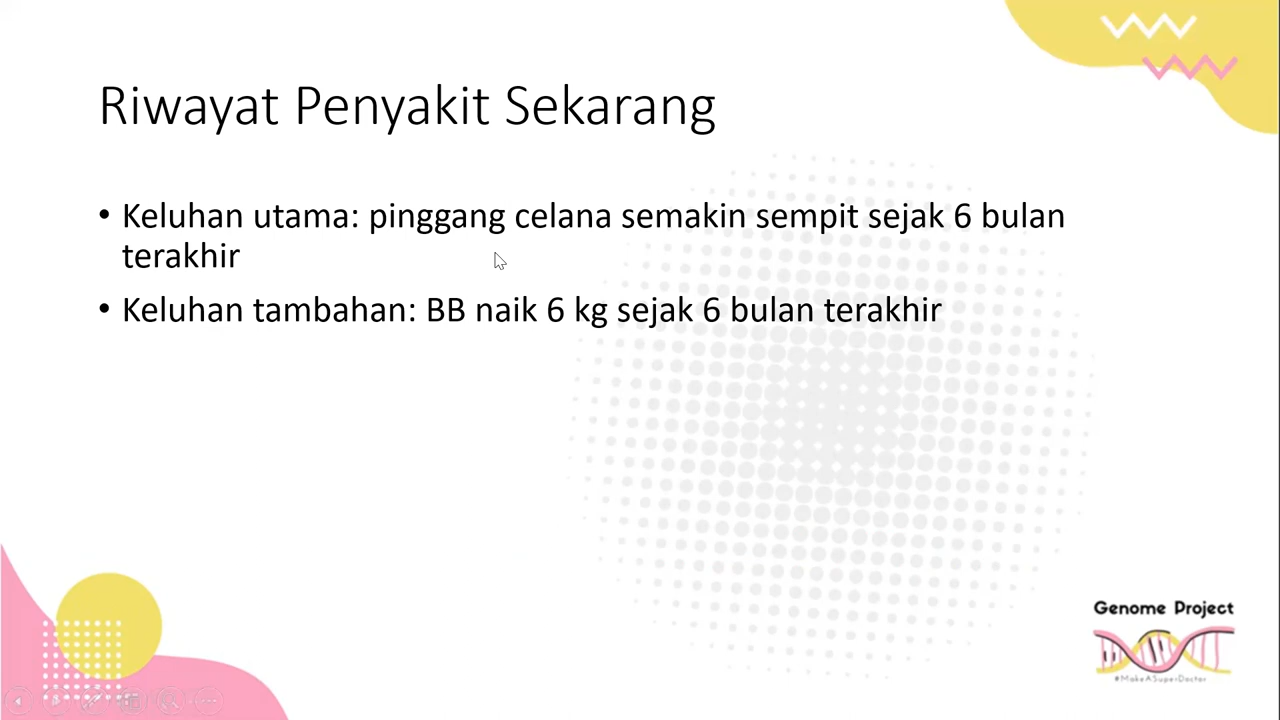 Riwayat Penyakit Sekarang
• Keluhan utama: pinggang celana semakin sempit sejak 6 bulan
terakhir
• Keluhan tambahan: BB naik 6 kg sejak 6 bulan terakhir
Genome Project
#MakeASuperDoctor